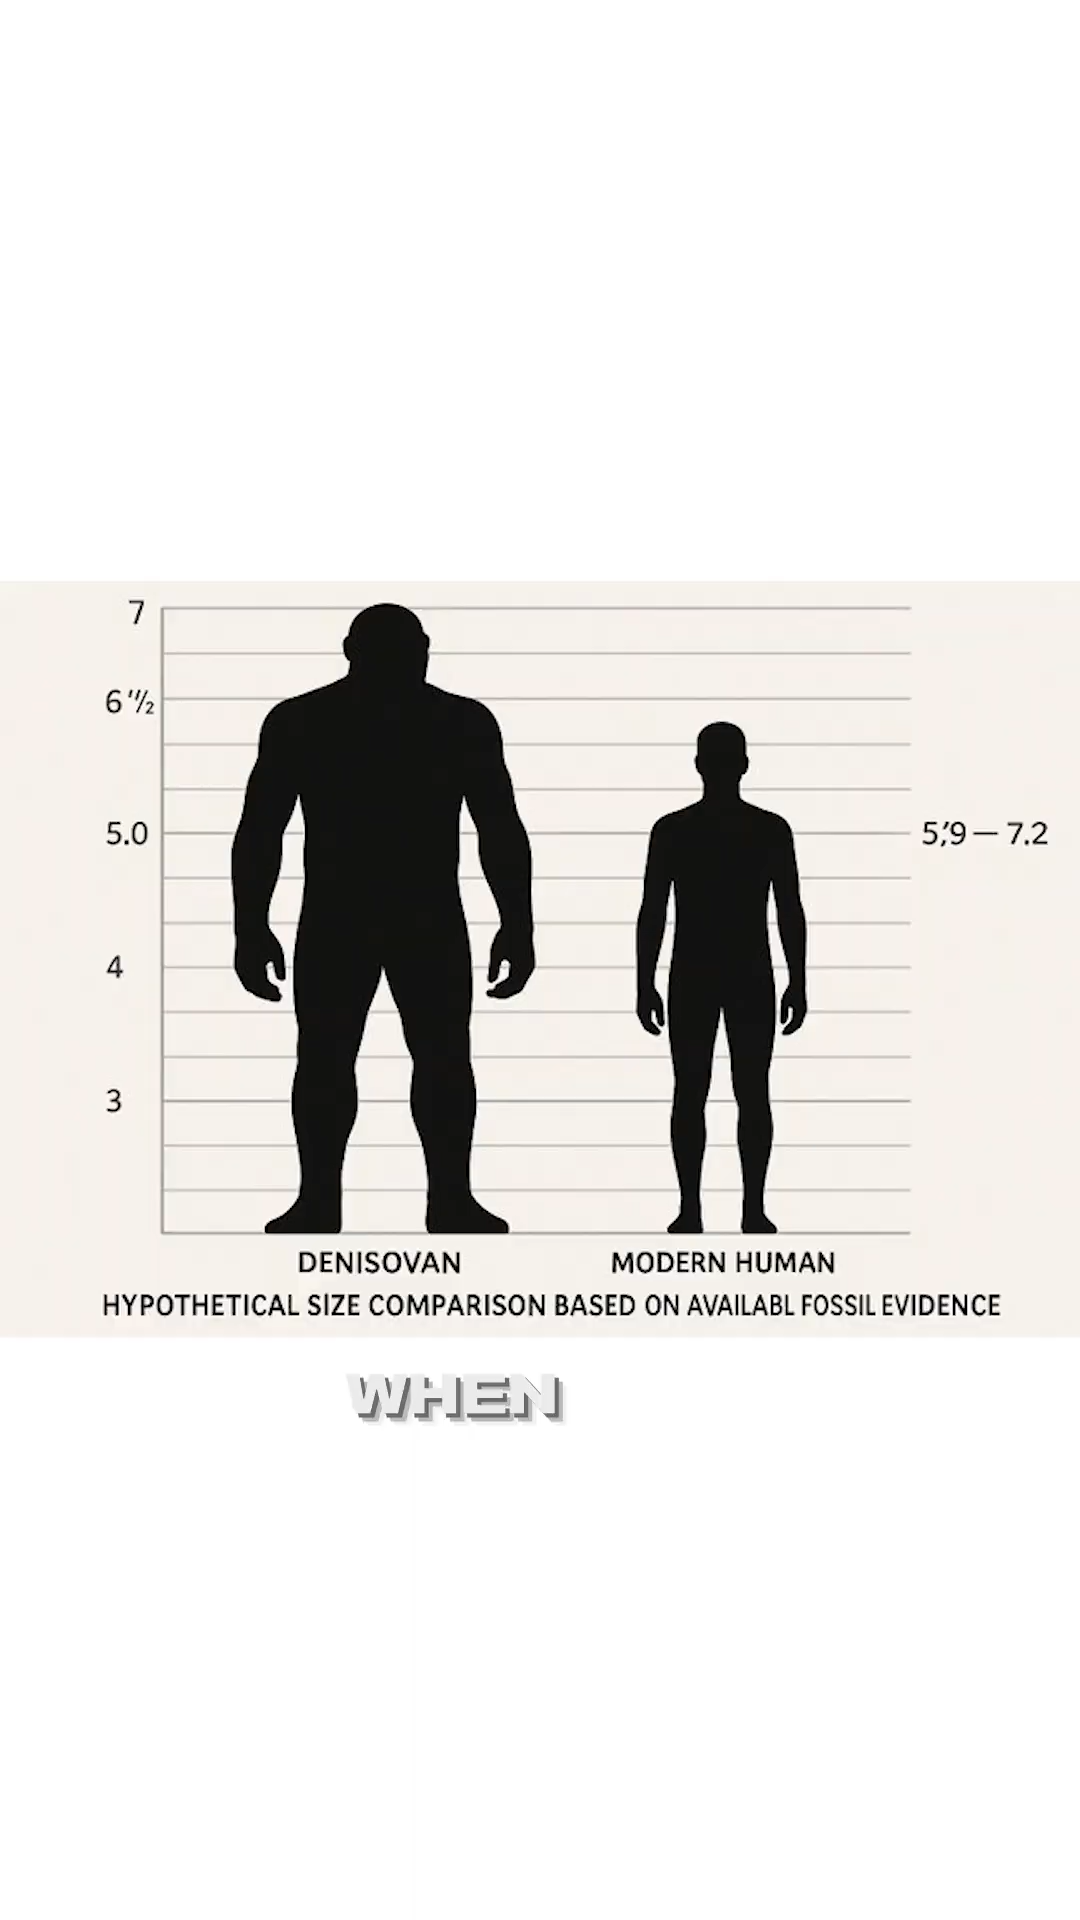 7
6 '1/2
5.0
5,'9 — 7.2
4
3
DENISOVAN
MODERN HUMAN
HYPOTHETICAL SIZE COMPARISON BASED ON AVAILABL FOSSIL EVIDENCE
WHEN